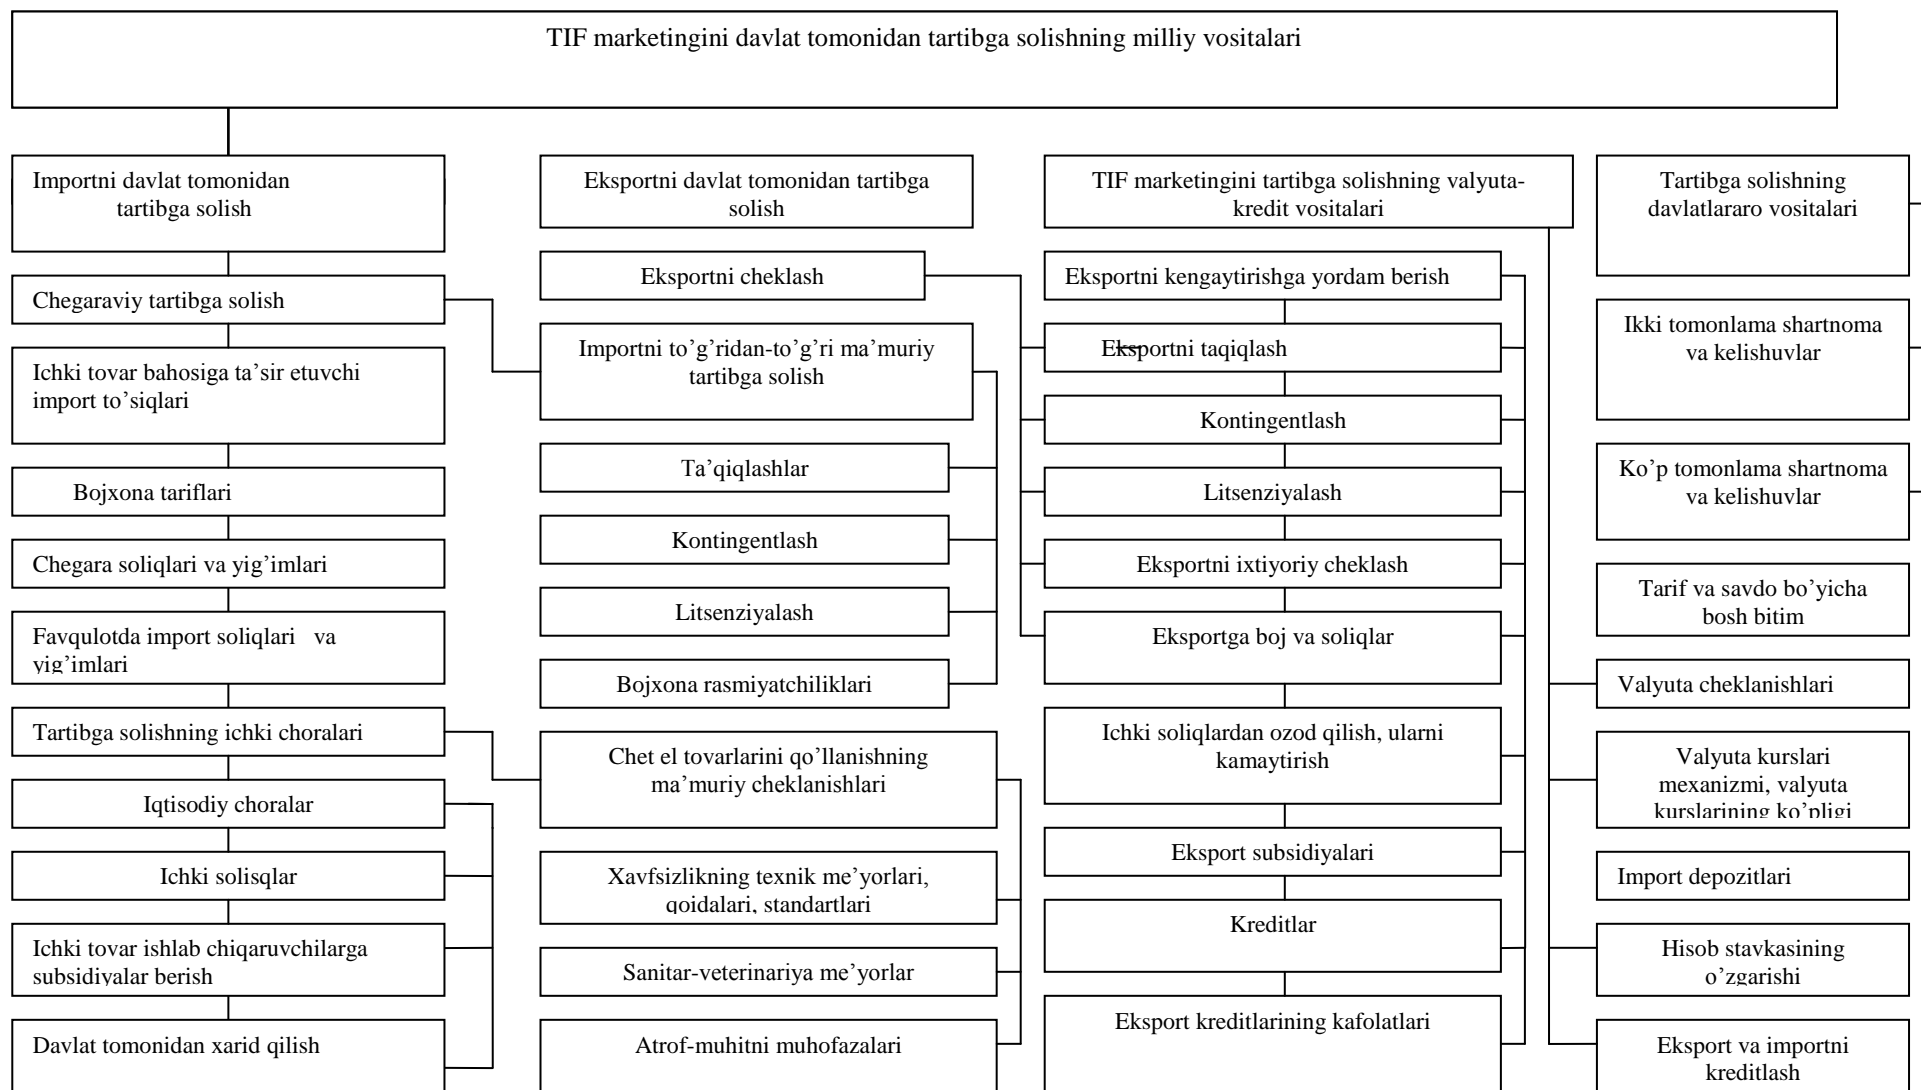 TIF marketingini davlat tomonidan tartibga solishning milliy vositalari
Importni davlat tomonidan
tartibga solish
Chegaraviy tartibga solish
Ichki tovar bahosiga ta’sir etuvchi
import to’siqlari
Bojxona tariflari
Chegara soliqlari va yig’imlari
Favqulotda import soliqlari va
yig’imlari
Tartibga solishning ichki choralari
Iqtisodiy choralar
Ichki solisqlar
Ichki tovar ishlab chiqaruvchilarga
subsidiyalar berish
Davlat tomonidan xarid qilish
Eksportni davlat tomonidan tartibga
solish
Eksportni cheklash
Importni to’g’ridan-to’g’ri ma’muriy
tartibga solish
Ta’qiqlashlar
Kontingentlash
Litsenziyalash
Bojxona rasmiyatchiliklari
Chet el tovarlarini qo’llanishning
ma’muriy cheklanishlari
Xavfsizlikning texnik me’yorlari,
qoidalari, standartlari
Sanitar-veterinariya me’yorlar
Atrof-muhitni muhofazalari
TIF marketingini tartibga solishning valyuta-
kredit vositalari
Eksportni kengaytirishga yordam berish
Eksportni taqiqlash
Kontingentlash
Litsenziyalash
Eksportni ixtiyoriy cheklash
Eksportga boj va soliqlar
Ichki soliqlardan ozod qilish, ularni
kamaytirish
Eksport subsidiyalari
Kreditlar
Eksport kreditlarining kafolatlari
Tartibga solishning
davlatlararo vositalari
Ikki tomonlama shartnoma
va kelishuvlar
Ko’p tomonlama shartnoma
va kelishuvlar
Tarif va savdo bo’yicha
bosh bitim
Valyuta cheklanishlari
Valyuta kurslari
mexanizmi, valyuta
kurslarining ko’pligi
Import depozitlari
Hisob stavkasining
o’zgarishi
Eksport va importni
kreditlash